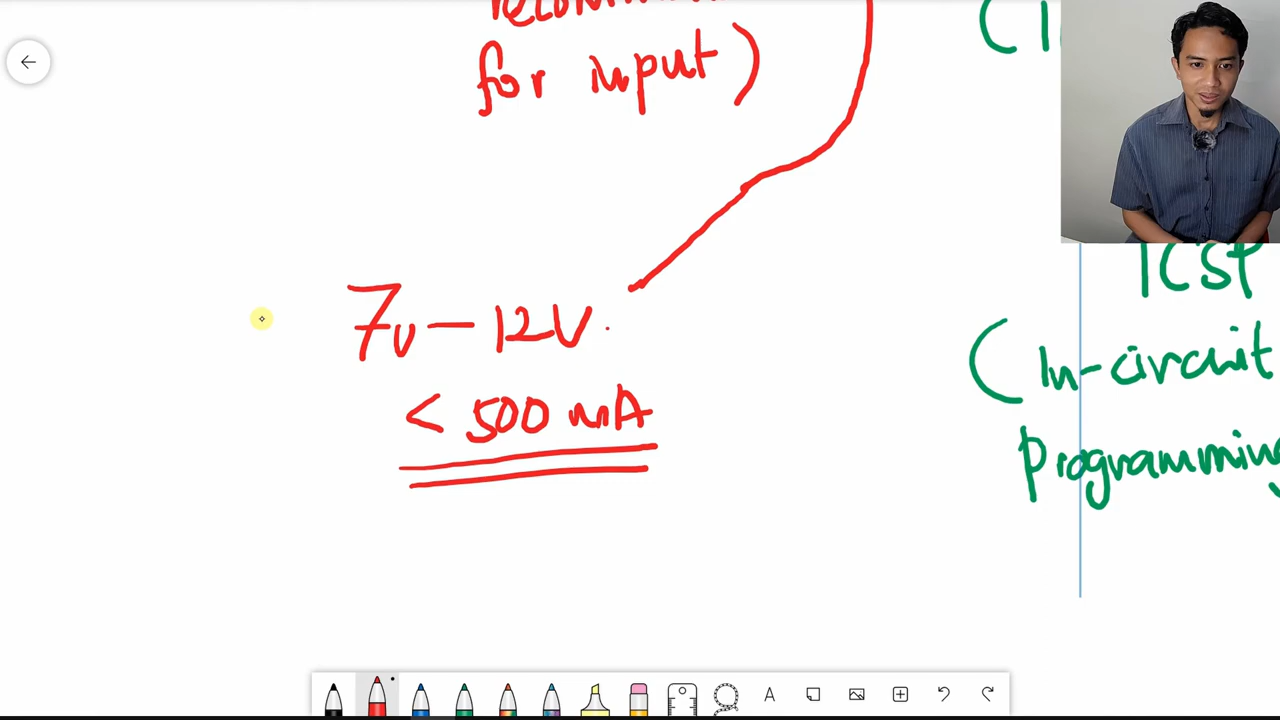 for input)
7v - 12V.
< 500 mA
ICSP
(In-circuit
Programming
A